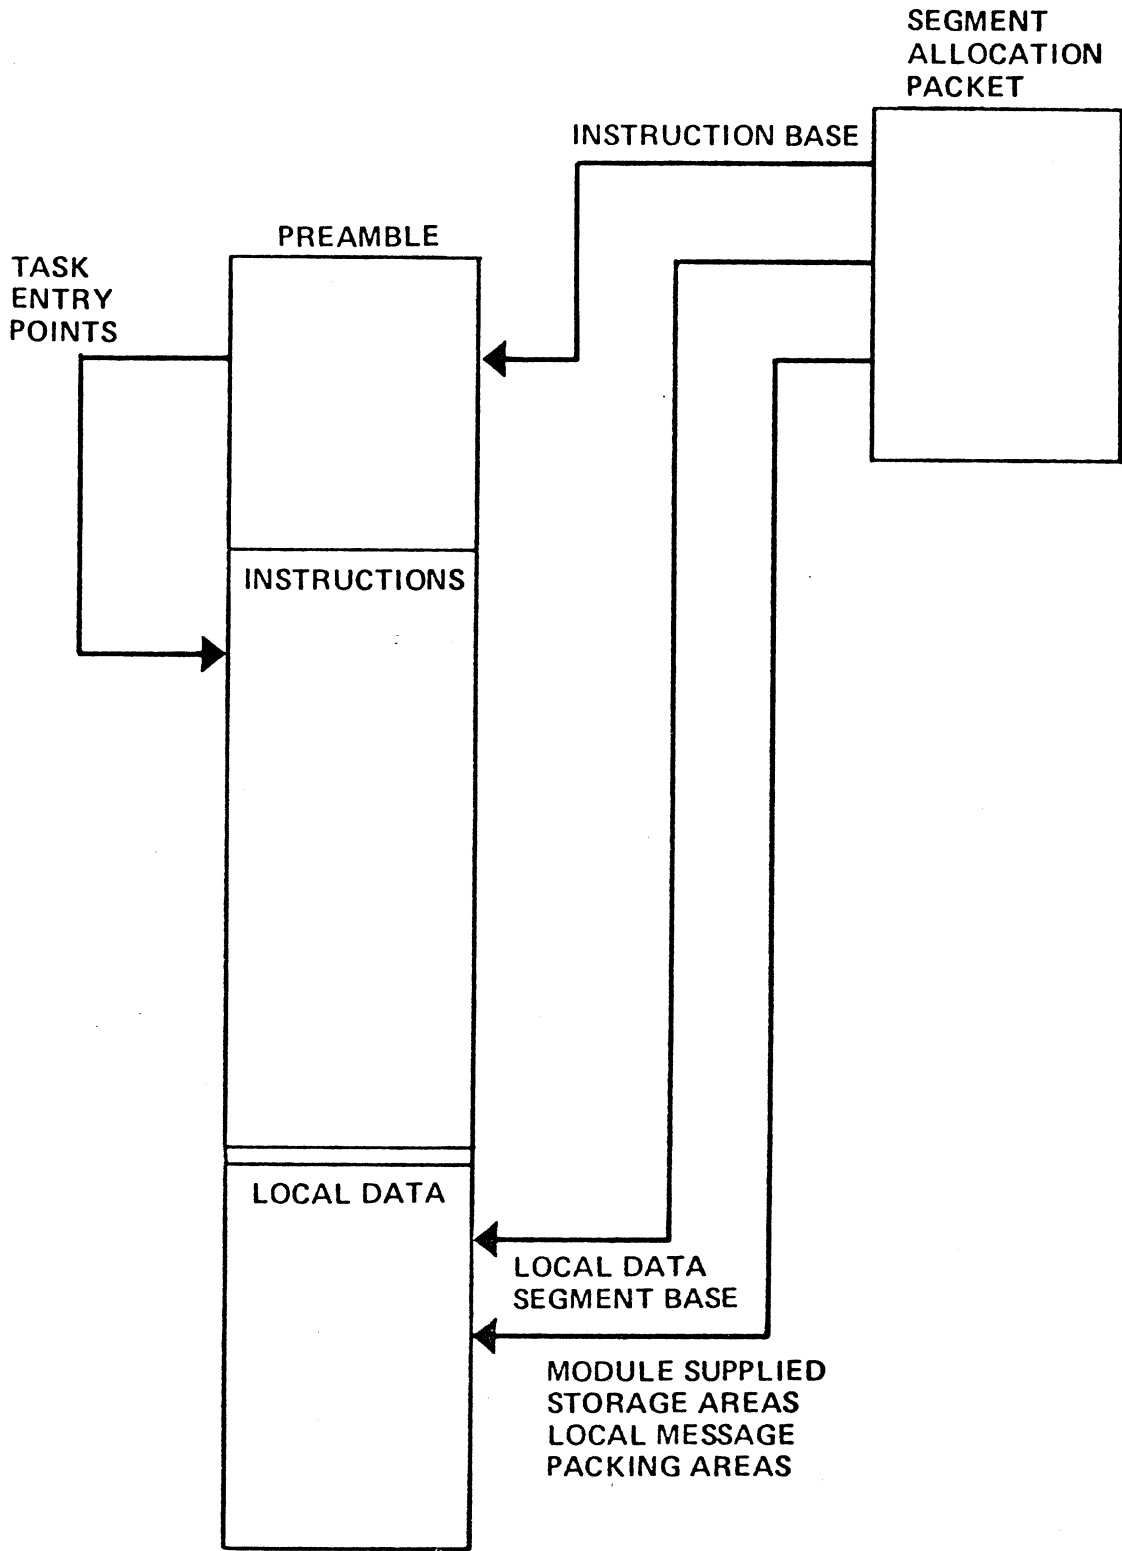 SEGMENT
ALLOCATION
PACKET
INSTRUCTION BASE
PREAMBLE
TASK
ENTRY
POINTS
INSTRUCTIONS
LOCAL DATA
LOCAL DATA
SEGMENT BASE
MODULE SUPPLIED
STORAGE AREAS
LOCAL MESSAGE
PACKING AREAS